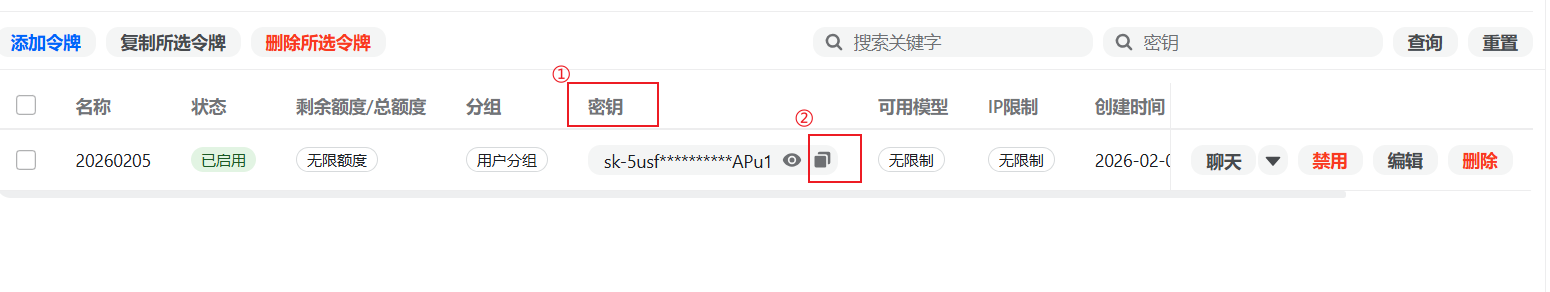 添加令牌 复制所选令牌 删除所选令牌 搜索关键字 密钥 查询 重置
① ②
名称 状态 剩余额度/总额度 分组 密钥 可用模型 IP限制 创建时间
20260205 已启用 无限额度 用户分组 sk-5usf**********APu1 无限制 无限制 2026-02-0 聊天 禁用 编辑 删除